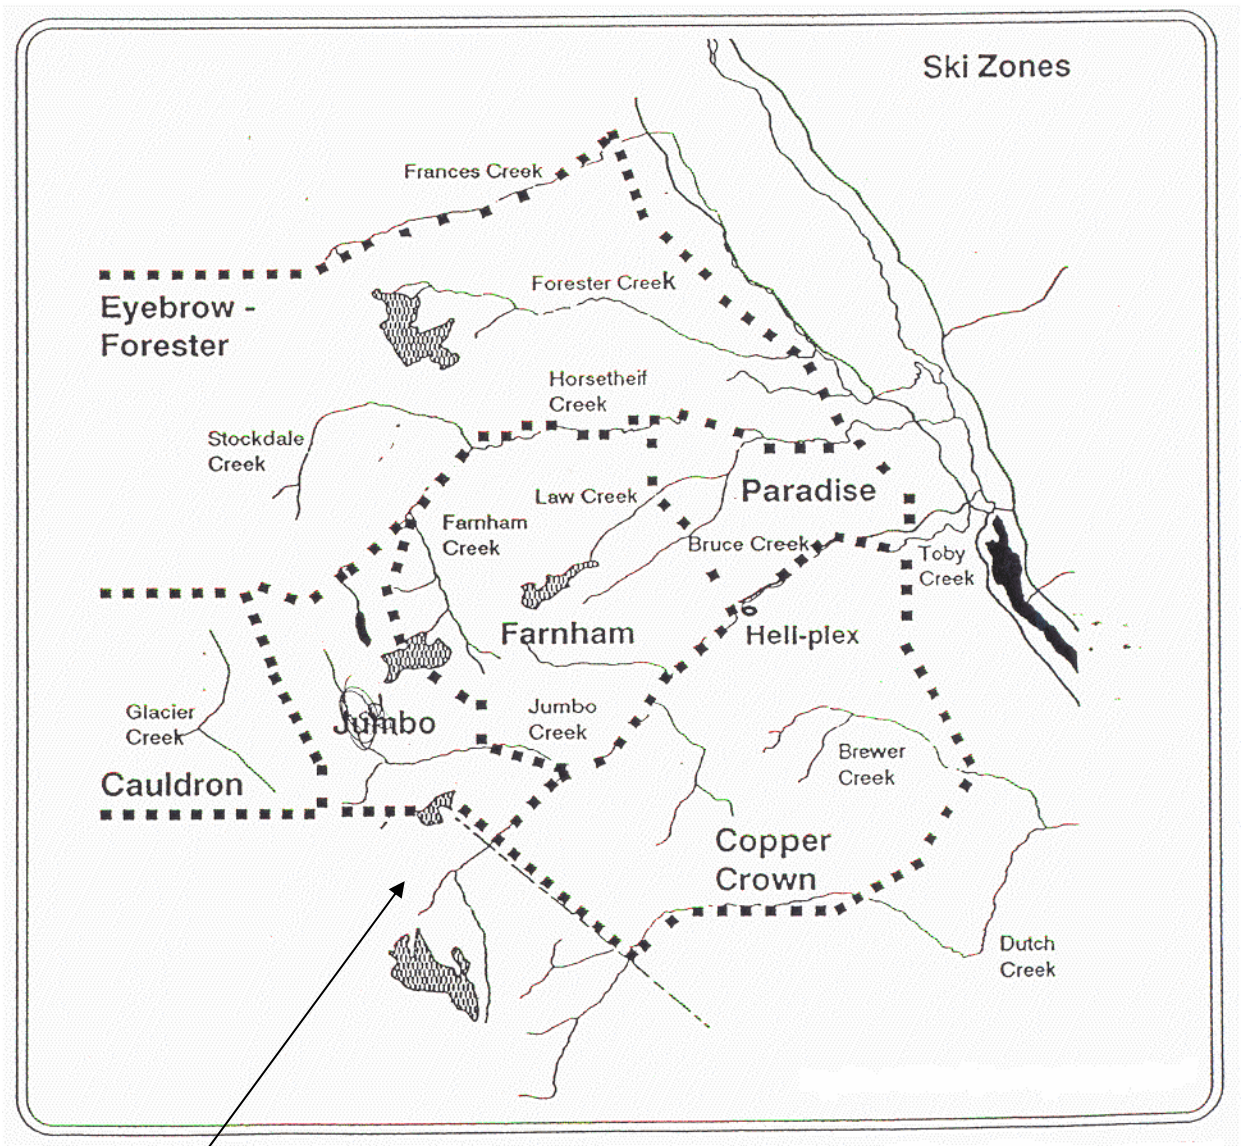 Ski Zones
Frances Creek
Eyebrow -
Forester
Forester Creek
Horsetheif
Creek
Stockdale
Creek
Law Creek
Paradise
Farnham
Creek
Bruce Creek
Toby
Creek
Farnham
Hell-plex
Glacier
Creek
Jumbo
Jumbo
Creek
Brewer
Creek
Cauldron
Copper
Crown
Dutch
Creek